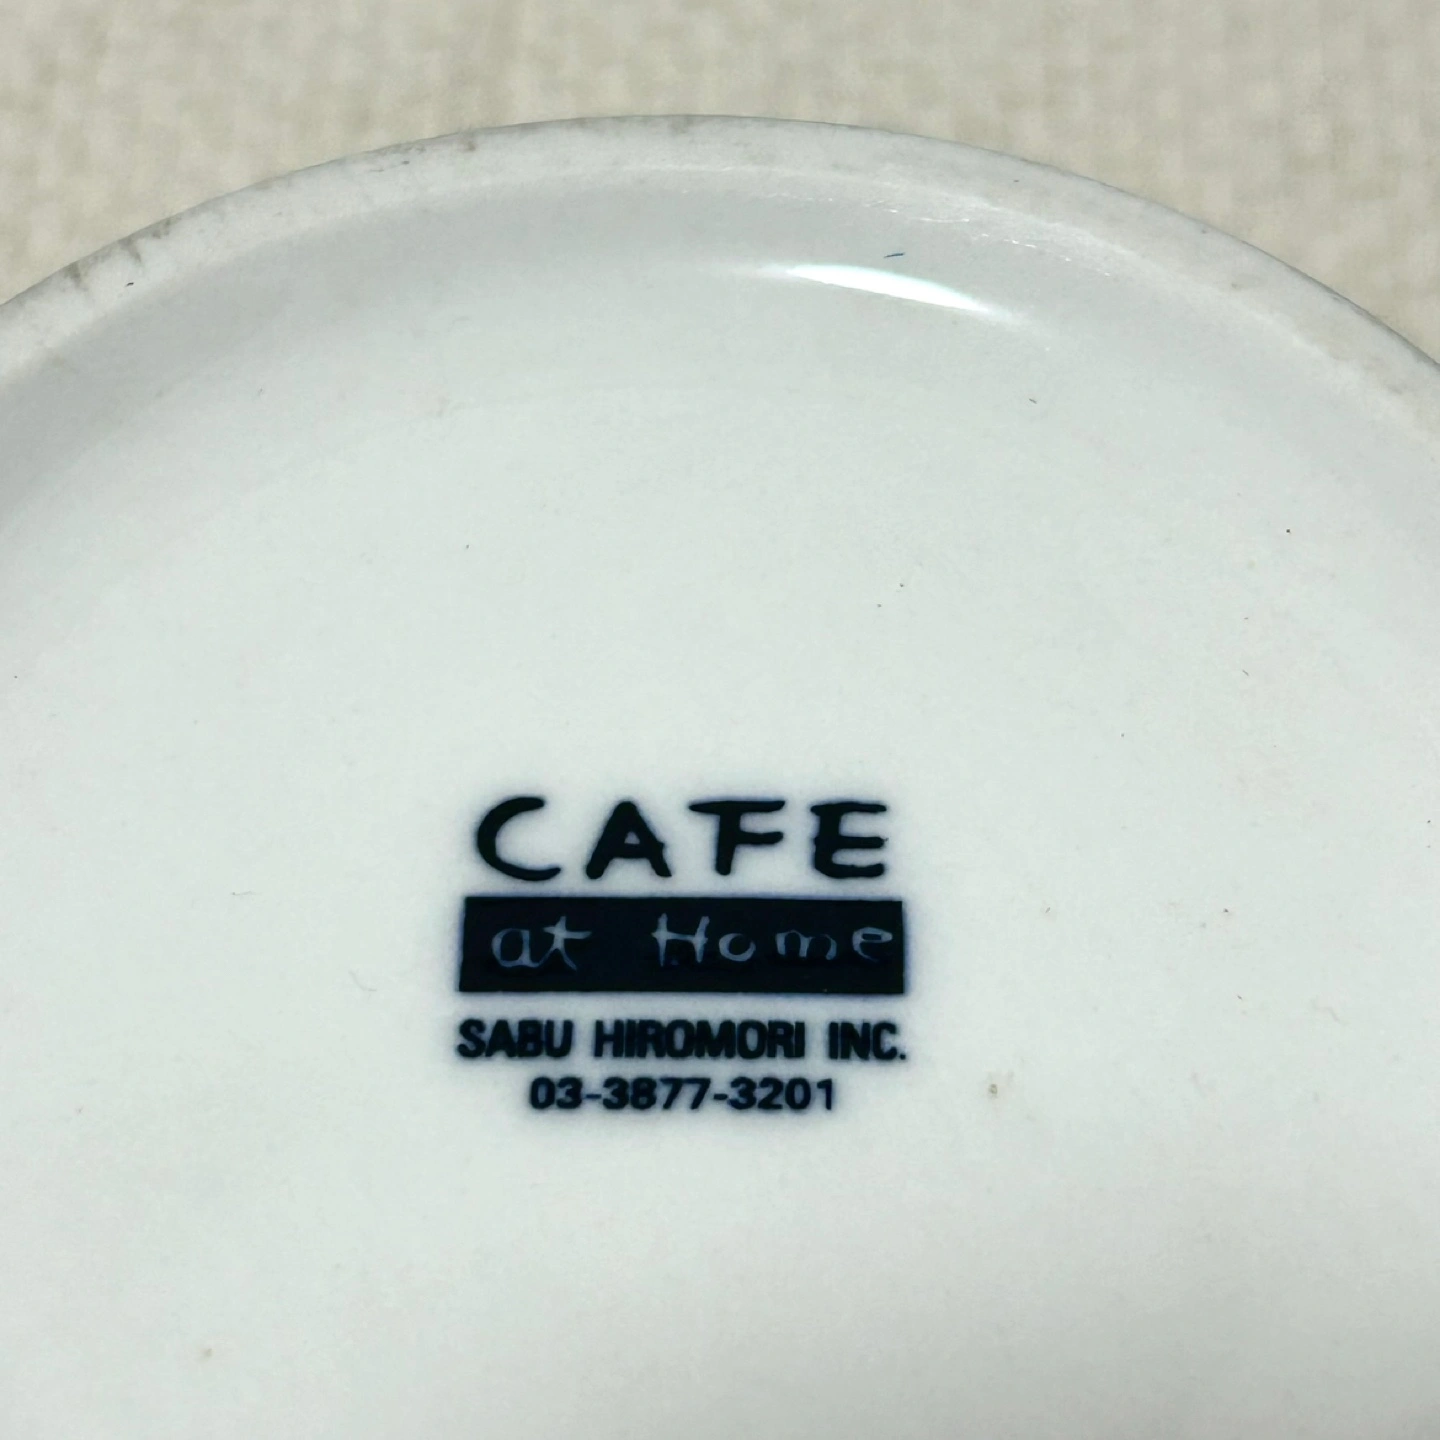 CAFE
at Home
SABU HIROMORI INC.
03-3877-3201